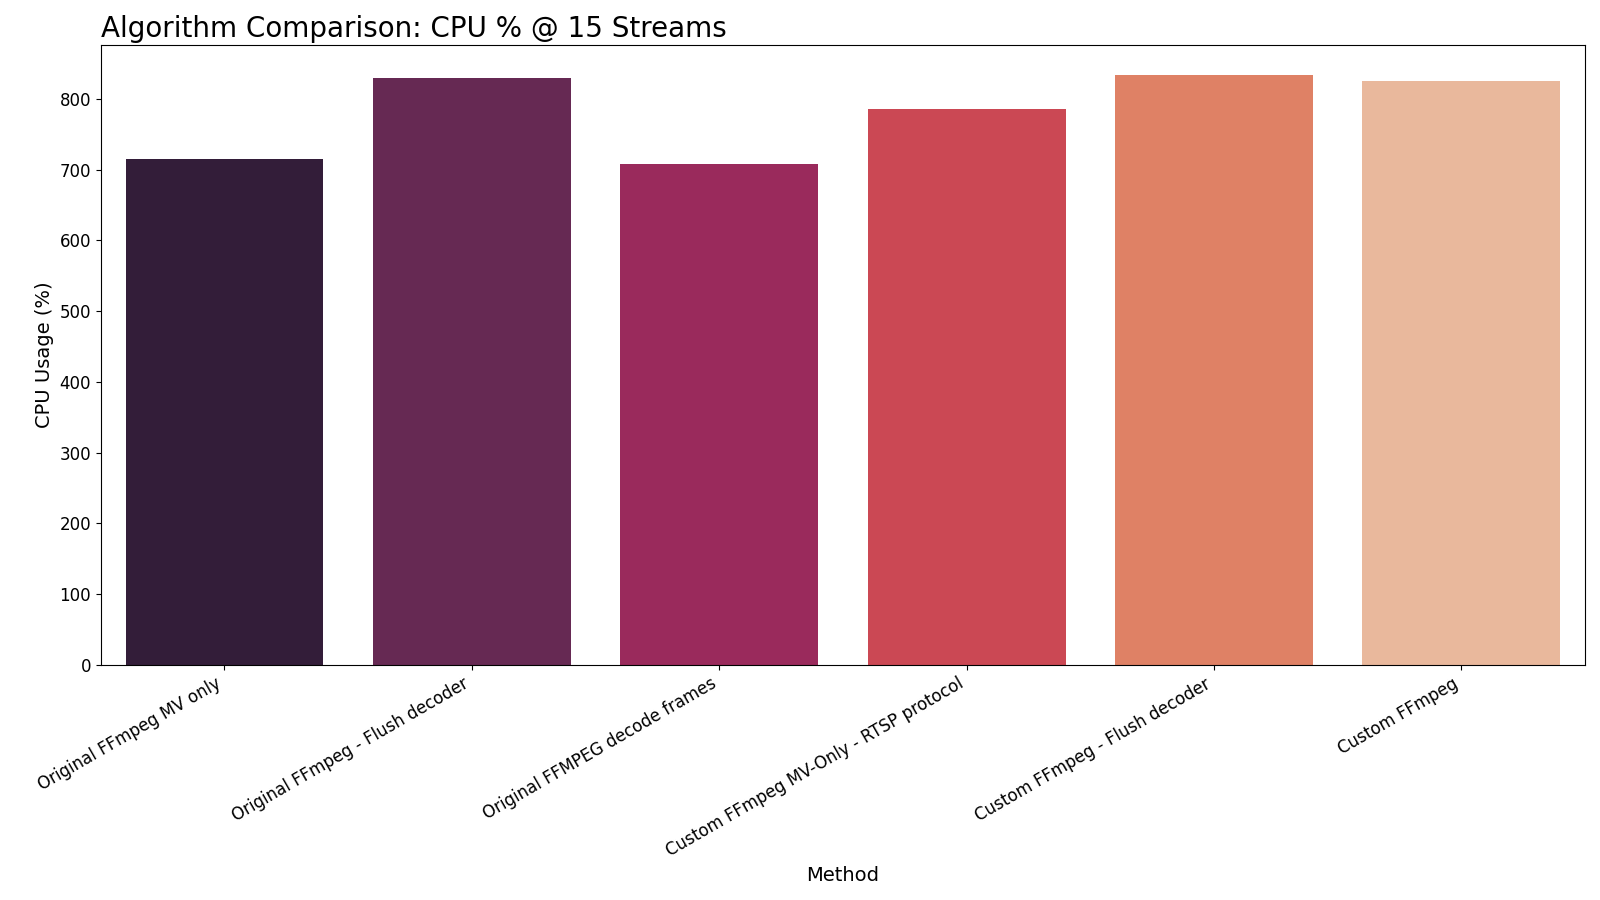 Algorithm Comparison: CPU % @ 15 Streams
CPU Usage (%)
800
700
600
500
400
300
200
100
0
Original FFmpeg MV only
Original FFmpeg - Flush decoder
Original FFMPEG decode frames
Custom FFmpeg MV-Only - RTSP protocol
Custom FFmpeg - Flush decoder
Custom FFmpeg
Method